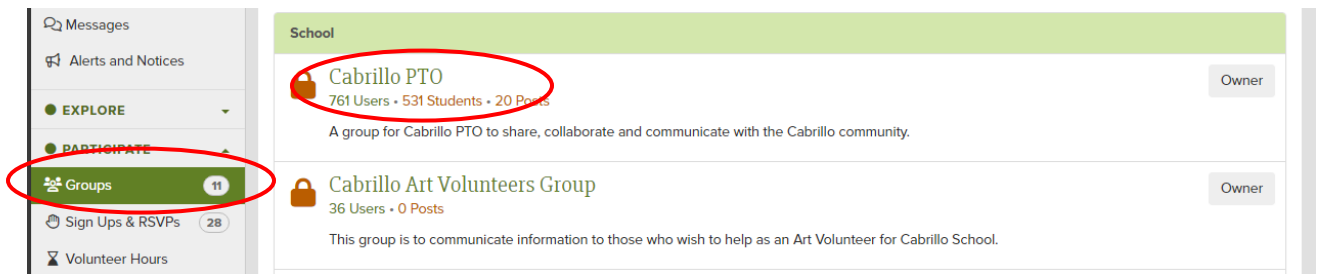 Messages
Alerts and Notices
EXPLORE
PARTICIPATE
Groups 11
Sign Ups & RSVPs 28
Volunteer Hours
School
Cabrillo PTO
Owner
761 Users • 531 Students • 20 Posts
A group for Cabrillo PTO to share, collaborate and communicate with the Cabrillo community.
Cabrillo Art Volunteers Group
Owner
36 Users • 0 Posts
This group is to communicate information to those who wish to help as an Art Volunteer for Cabrillo School.